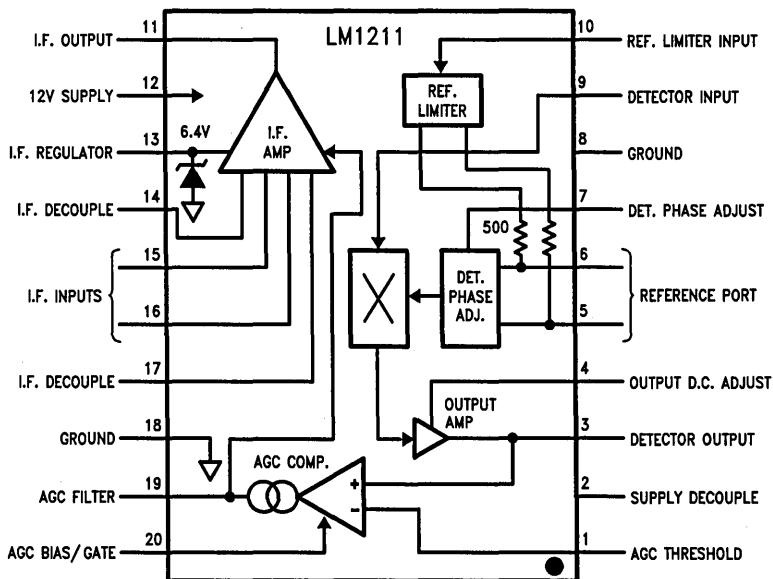 LM1211
11
I.F. OUTPUT
12
12V SUPPLY
13
I.F. REGULATOR
6.4V
14
I.F. DECOUPLE
15
I.F. INPUTS
16
17
I.F. DECOUPLE
18
GROUND
19
AGC FILTER
20
AGC BIAS/GATE
I.F.
AMP
REF.
LIMITER
500
X
DET.
PHASE
ADJ.
OUTPUT
AMP
AGC COMP.
+
−
10
REF. LIMITER INPUT
9
DETECTOR INPUT
8
GROUND
7
DET. PHASE ADJUST
6
REFERENCE PORT
5
4
OUTPUT D.C. ADJUST
3
DETECTOR OUTPUT
2
SUPPLY DECOUPLE
1
AGC THRESHOLD